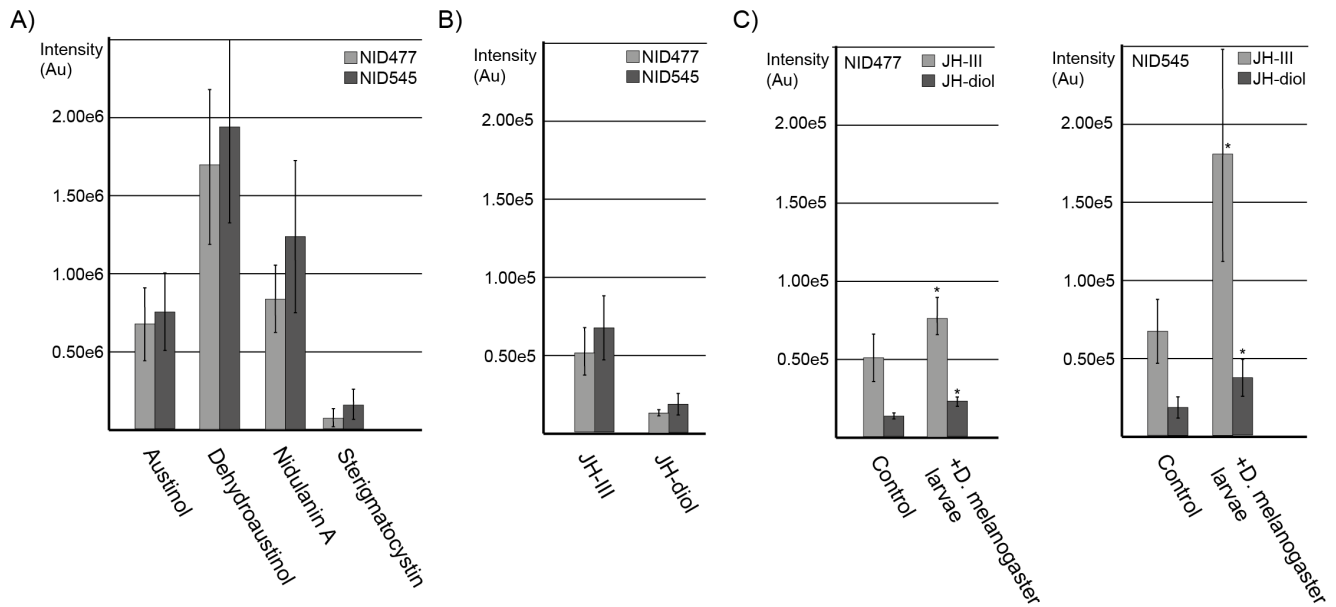 A)
Intensity
(Au)
NID477
NID545
2.00e6
1.50e6
1.00e6
0.50e6
Austinol
Dehydroaustinol
Nidulanin A
Sterigmatocystin
B)
Intensity
(Au)
NID477
NID545
2.00e5
1.50e5
1.00e5
0.50e5
JH-III
JH-diol
C)
Intensity
(Au)
NID477
JH-III
JH-diol
2.00e5
1.50e5
1.00e5
0.50e5
*
*
Control
+D. melanogaster
larvae
Intensity
(Au)
NID545
JH-III
JH-diol
2.00e5
1.50e5
1.00e5
0.50e5
*
*
Control
+D. melanogaster
larvae